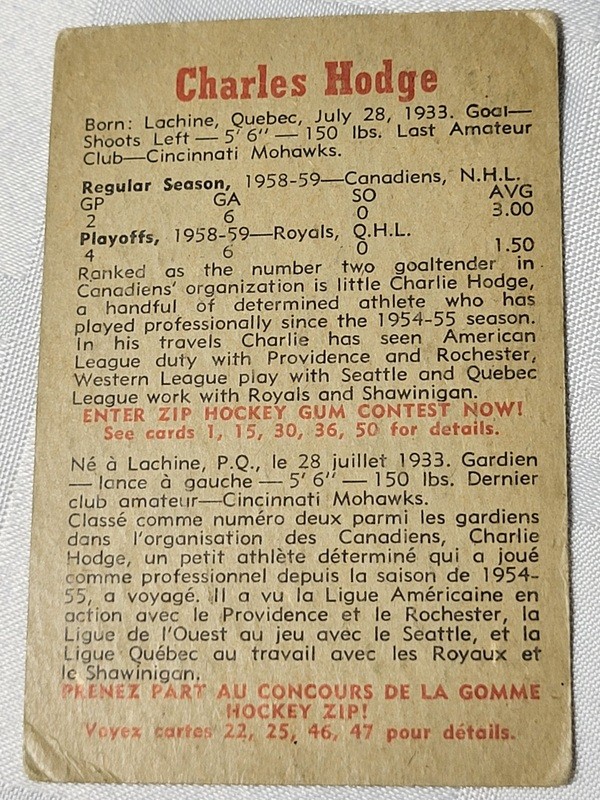 Charles Hodge
Born: Lachine, Quebec, July 28, 1933. Goal—
Shoots Left — 5' 6" — 150 lbs. Last Amateur
Club—Cincinnati Mohawks.
Regular Season, 1958-59—Canadiens, N.H.L.
GP GA SO AVG
2 6 0 3.00
Playoffs, 1958-59—Royals, Q.H.L.
4 6 0 1.50
Ranked as the number two goaltender in
Canadiens' organization is little Charlie Hodge,
a handful of determined athlete who has
played professionally since the 1954-55 season.
In his travels Charlie has seen American
League duty with Providence and Rochester,
Western League play with Seattle and Quebec
League work with Royals and Shawinigan.
ENTER ZIP HOCKEY GUM CONTEST NOW!
See cards 1, 15, 30, 36, 50 for details.
Né à Lachine, P.Q., le 28 juillet 1933. Gardien
— lance à gauche — 5' 6" — 150 lbs. Dernier
club amateur—Cincinnati Mohawks.
Classé comme numéro deux parmi les gardiens
dans l'organisation des Canadiens, Charlie
Hodge, un petit athlète déterminé qui a joué
comme professionnel depuis la saison de 1954-
55, a voyagé. Il a vu la Ligue Américaine en
action avec le Providence et le Rochester, la
Ligue de l'Ouest au jeu avec le Seattle, et la
Ligue Québec au travail avec les Royaux et
le Shawinigan.
PRENEZ PART AU CONCOURS DE LA GOMME
HOCKEY ZIP!
Voyez cartes 22, 25, 46, 47 pour détails.